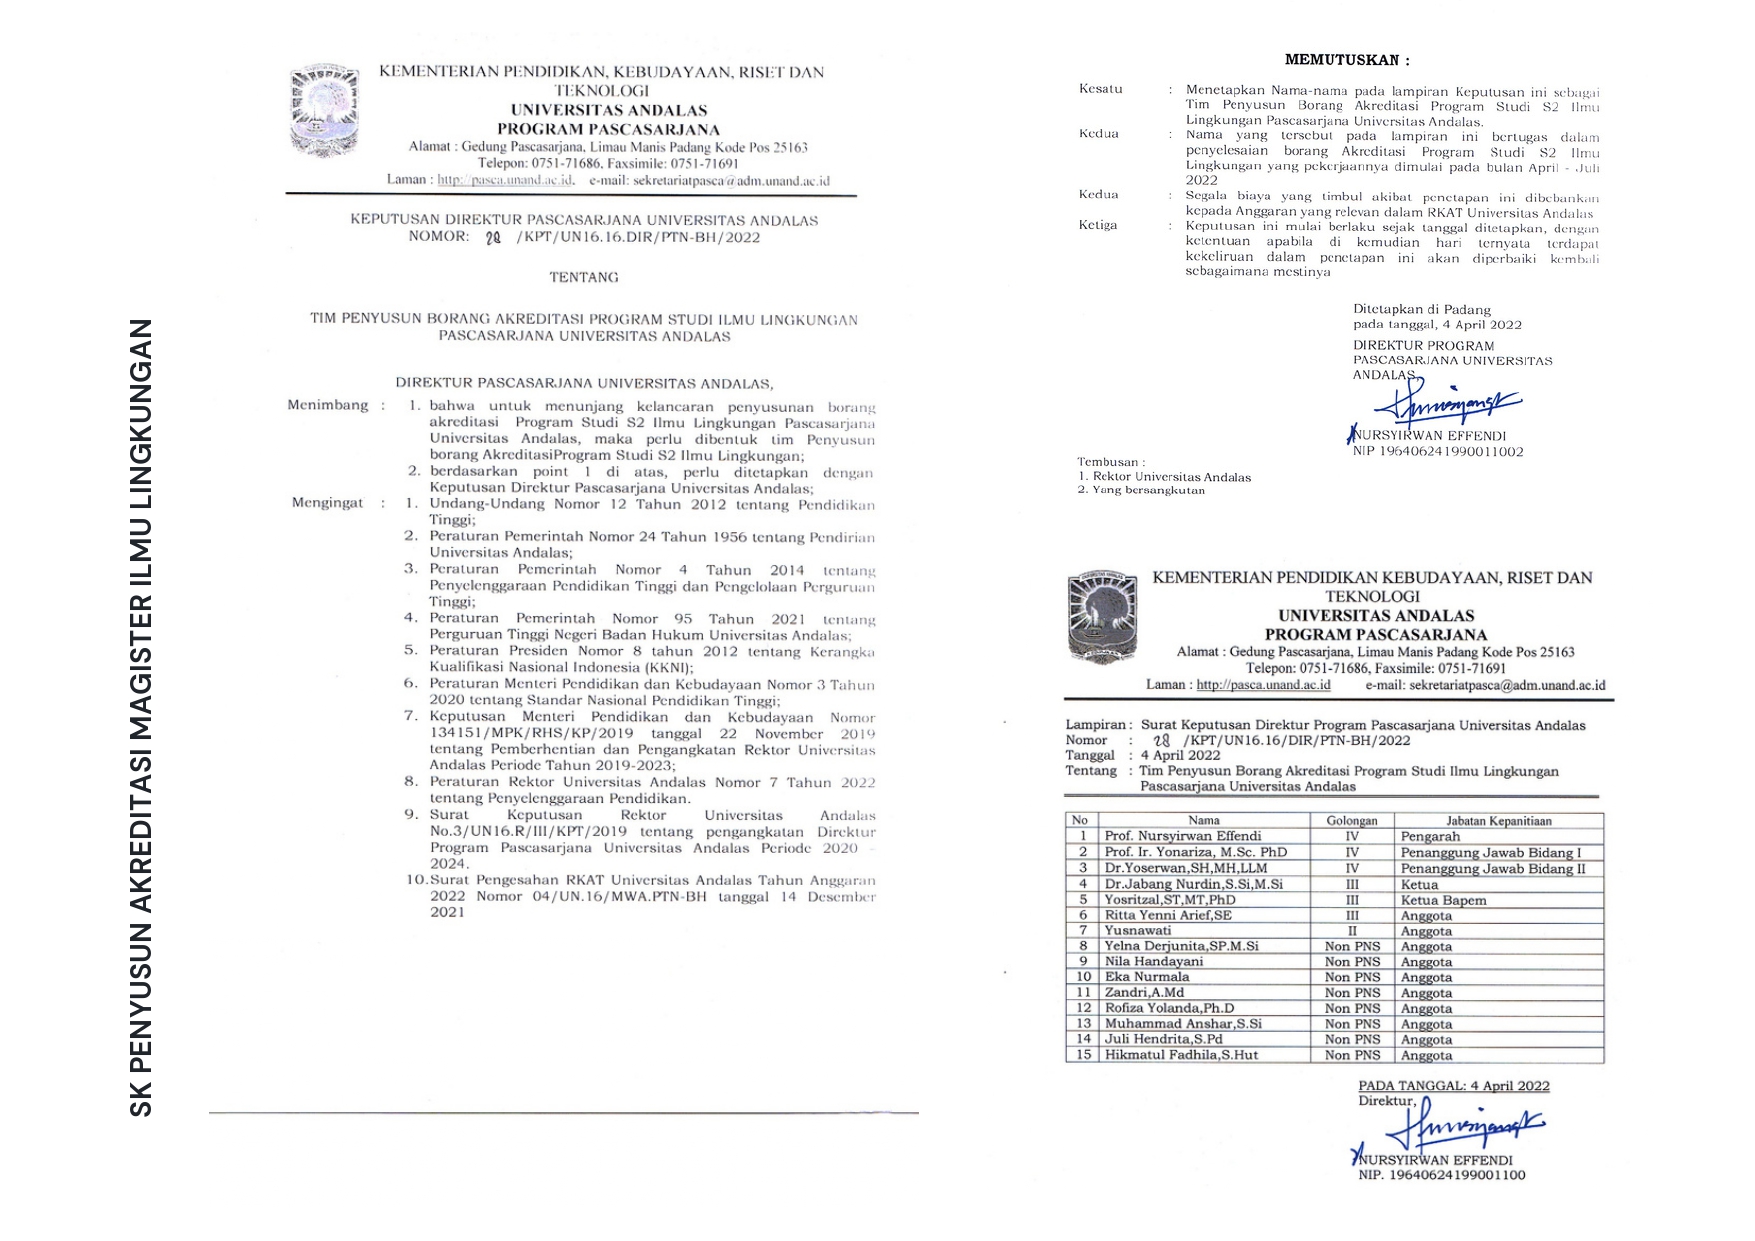 SK PENYUSUN AKREDITASI MAGISTER ILMU LINGKUNGAN
KEMENTERIAN PENDIDIKAN, KEBUDAYAAN, RISET DAN
TEKNOLOGI
UNIVERSITAS ANDALAS
PROGRAM PASCASARJANA
Alamat : Gedung Pascasarjana, Limau Manis Padang Kode Pos 25163
Telepon: 0751-71686, Faxsimile: 0751-71691
Laman : http://pasca.unand.ac.id. e-mail: sekretariatpasca@adm.unand.ac.id
KEPUTUSAN DIREKTUR PASCASARJANA UNIVERSITAS ANDALAS
NOMOR: 28 /KPT/UN16.16.DIR/PTN-BH/2022
TENTANG
TIM PENYUSUN BORANG AKREDITASI PROGRAM STUDI ILMU LINGKUNGAN
PASCASARJANA UNIVERSITAS ANDALAS
DIREKTUR PASCASARJANA UNIVERSITAS ANDALAS,
Menimbang : 1. bahwa untuk menunjang kelancaran penyusunan borang
akreditasi Program Studi S2 Ilmu Lingkungan Pascasarjana
Universitas Andalas, maka perlu dibentuk tim Penyusun
borang AkreditasiProgram Studi S2 Ilmu Lingkungan;
2. berdasarkan point 1 di atas, perlu ditetapkan dengan
Keputusan Direktur Pascasarjana Universitas Andalas;
Mengingat : 1. Undang-Undang Nomor 12 Tahun 2012 tentang Pendidikan
Tinggi;
2. Peraturan Pemerintah Nomor 24 Tahun 1956 tentang Pendirian
Universitas Andalas;
3. Peraturan Pemerintah Nomor 4 Tahun 2014 tentang
Penyelenggaraan Pendidikan Tinggi dan Pengelolaan Perguruan
Tinggi;
4. Peraturan Pemerintah Nomor 95 Tahun 2021 tentang
Perguruan Tinggi Negeri Badan Hukum Universitas Andalas;
5. Peraturan Presiden Nomor 8 tahun 2012 tentang Kerangka
Kualifikasi Nasional Indonesia (KKNI);
6. Peraturan Menteri Pendidikan dan Kebudayaan Nomor 3 Tahun
2020 tentang Standar Nasional Pendidikan Tinggi;
7. Keputusan Menteri Pendidikan dan Kebudayaan Nomor
134151/MPK/RHS/KP/2019 tanggal 22 November 2019
tentang Pemberhentian dan Pengangkatan Rektor Universitas
Andalas Periode Tahun 2019-2023;
8. Peraturan Rektor Universitas Andalas Nomor 7 Tahun 2022
tentang Penyelenggaraan Pendidikan.
9. Surat Keputusan Rektor Universitas Andalas
No.3/UN16.R/III/KPT/2019 tentang pengangkatan Direktur
Program Pascasarjana Universitas Andalas Periode 2020 -
2024.
10.Surat Pengesahan RKAT Universitas Andalas Tahun Anggaran
2022 Nomor 04/UN.16/MWA.PTN-BH tanggal 14 Desember
2021
MEMUTUSKAN :
Kesatu : Menetapkan Nama-nama pada lampiran Keputusan ini sebagai
Tim Penyusun Borang Akreditasi Program Studi S2 Ilmu
Lingkungan Pascasarjana Universitas Andalas.
Kedua : Nama yang tersebut pada lampiran ini bertugas dalam
penyelesaian borang Akreditasi Program Studi S2 Ilmu
Lingkungan yang pekerjaannya dimulai pada bulan April - Juli
2022
Kedua : Segala biaya yang timbul akibat penetapan ini dibebankan
kepada Anggaran yang relevan dalam RKAT Universitas Andalas
Ketiga : Keputusan ini mulai berlaku sejak tanggal ditetapkan, dengan
ketentuan apabila di kemudian hari ternyata terdapat
kekeliruan dalam penetapan ini akan diperbaiki kembali
sebagaimana mestinya
Ditetapkan di Padang
pada tanggal, 4 April 2022
DIREKTUR PROGRAM
PASCASARJANA UNIVERSITAS
ANDALAS,
NURSYIRWAN EFFENDI
NIP 196406241990011002
Tembusan :
1. Rektor Universitas Andalas
2. Yang bersangkutan
KEMENTERIAN PENDIDIKAN KEBUDAYAAN, RISET DAN
TEKNOLOGI
UNIVERSITAS ANDALAS
PROGRAM PASCASARJANA
Alamat : Gedung Pascasarjana, Limau Manis Padang Kode Pos 25163
Telepon: 0751-71686, Faxsimile: 0751-71691
Laman : http://pasca.unand.ac.id e-mail: sekretariatpasca@adm.unand.ac.id
Lampiran : Surat Keputusan Direktur Program Pascasarjana Universitas Andalas
Nomor : 28 /KPT/UN16.16/DIR/PTN-BH/2022
Tanggal : 4 April 2022
Tentang : Tim Penyusun Borang Akreditasi Program Studi Ilmu Lingkungan
Pascasarjana Universitas Andalas
No Nama Golongan Jabatan Kepanitiaan
1 Prof. Nursyirwan Effendi IV Pengarah
2 Prof. Ir. Yonariza, M.Sc. PhD IV Penanggung Jawab Bidang I
3 Dr.Yoserwan,SH,MH,LLM IV Penanggung Jawab Bidang II
4 Dr.Jabang Nurdin,S.Si,M.Si III Ketua
5 Yosritzal,ST,MT,PhD III Ketua Bapem
6 Ritta Yenni Arief,SE III Anggota
7 Yusnawati II Anggota
8 Yelna Derjunita,SP.M.Si Non PNS Anggota
9 Nila Handayani Non PNS Anggota
10 Eka Nurmala Non PNS Anggota
11 Zandri,A.Md Non PNS Anggota
12 Rofiza Yolanda,Ph.D Non PNS Anggota
13 Muhammad Anshar,S.Si Non PNS Anggota
14 Juli Hendrita,S.Pd Non PNS Anggota
15 Hikmatul Fadhila,S.Hut Non PNS Anggota
PADA TANGGAL: 4 April 2022
Direktur,
NURSYIRWAN EFFENDI
NIP. 19640624199001100